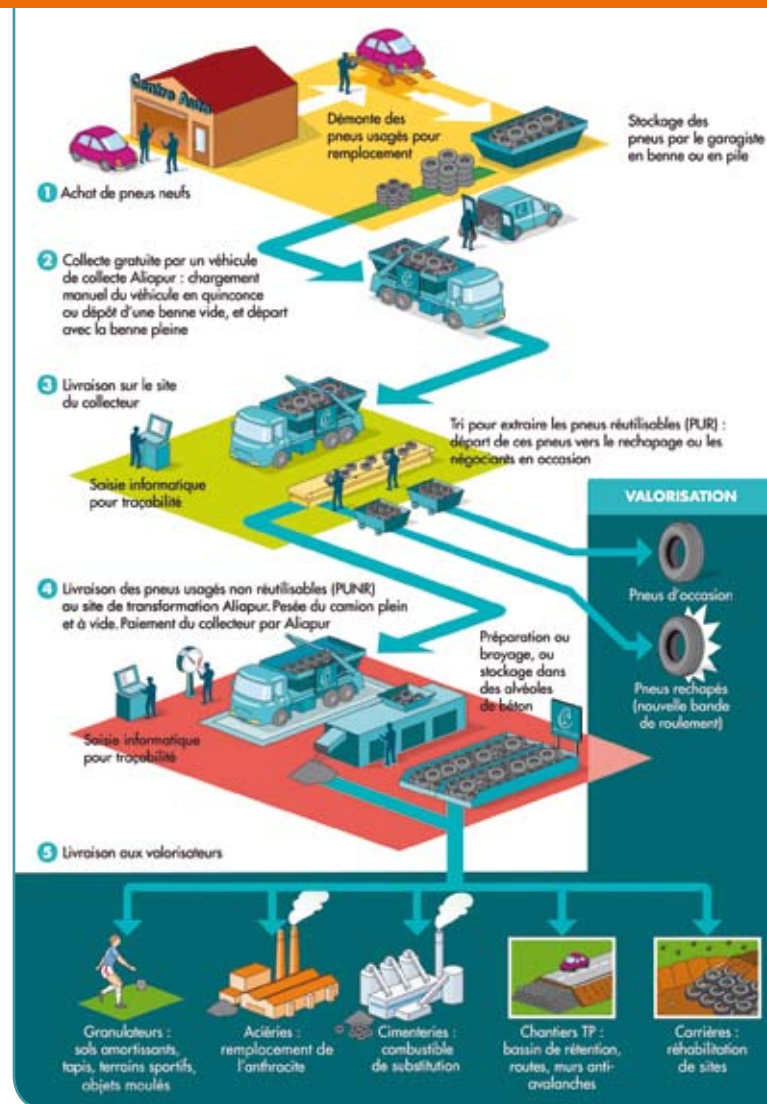 Centre Auto
Démonte des
pneus usagés pour
remplacement
Stockage des
pneus par le garagiste
en benne ou en pile
1 Achat de pneus neufs
2 Collecte gratuite par un véhicule
de collecte Aliapur : chargement
manuel du véhicule en quinconce
ou dépôt d'une benne vide, et départ
avec la benne pleine
3 Livraison sur le site
du collecteur
Saisie informatique
pour traçabilité
Tri pour extraire les pneus réutilisables (PUR) :
départ de ces pneus vers le rechapage ou les
négociants en occasion
VALORISATION
Pneus d'occasion
Pneus rechapés
(nouvelle bande
de roulement)
4 Livraison des pneus usagés non réutilisables (PUNR)
au site de transformation Aliapur. Pesée du camion plein
et à vide. Paiement du collecteur par Aliapur
Préparation ou
broyage, ou
stockage dans
des alvéoles
de béton
Saisie informatique
pour traçabilité
5 Livraison aux valorisateurs
Granulateurs :
sols amortissants,
tapis, terrains sportifs,
objets moulés
Aciéries :
remplacement de
l'anthracite
Cimenteries :
combustible
de substitution
Chantiers TP :
bassin de rétention,
routes, murs anti-
avalanches
Carrières :
réhabilitation
de sites